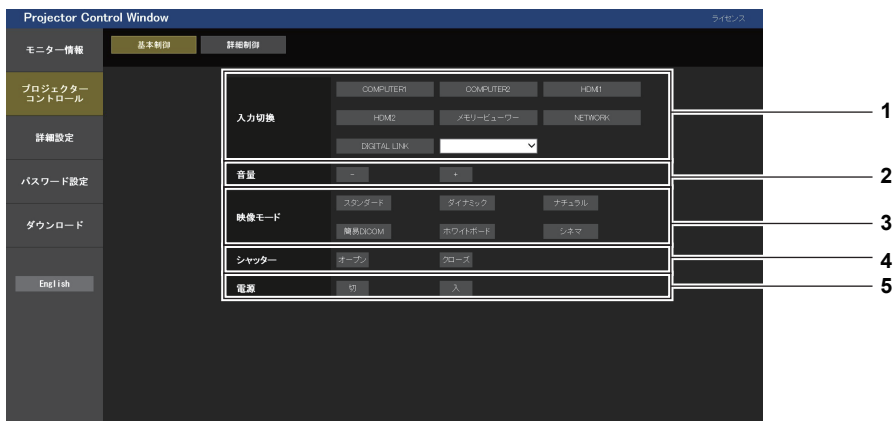 Projector Control Window
ライセンス
モニター情報
基本制御
詳細制御
プロジェクター
コントロール
詳細設定
パスワード設定
ダウンロード
English
入力切換
COMPUTER1
COMPUTER2
HDMI1
HDMI2
メモリービューワー
NETWORK
DIGITAL LINK
1
音量
-
+
2
映像モード
スタンダード
ダイナミック
ナチュラル
簡易DICOM
ホワイトボード
シネマ
3
シャッター
オープン
クローズ
4
電源
切
入
5